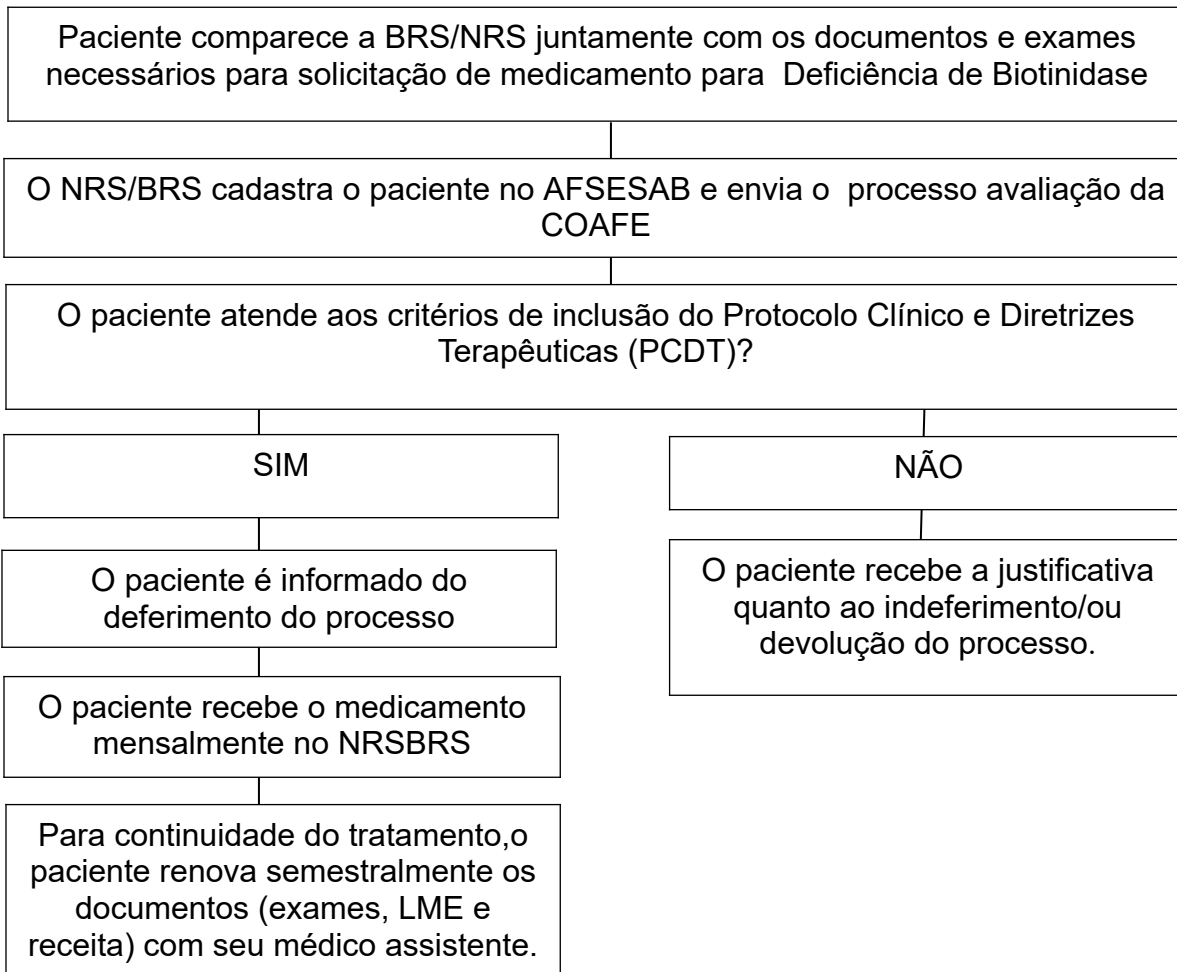 Paciente comparece a BRS/NRS juntamente com os documentos e exames
necessários para solicitação de medicamento para Deficiência de Biotinidase
O NRS/BRS cadastra o paciente no AFSESAB e envia o processo avaliação da
COAFE
O paciente atende aos critérios de inclusão do Protocolo Clínico e Diretrizes
Terapêuticas (PCDT)?
SIM
NÃO
O paciente é informado do
deferimento do processo
O paciente recebe a justificativa
quanto ao indeferimento/ou
devolução do processo.
O paciente recebe o medicamento
mensalmente no NRSBRS
Para continuidade do tratamento,o
paciente renova semestralmente os
documentos (exames, LME e
receita) com seu médico assistente.